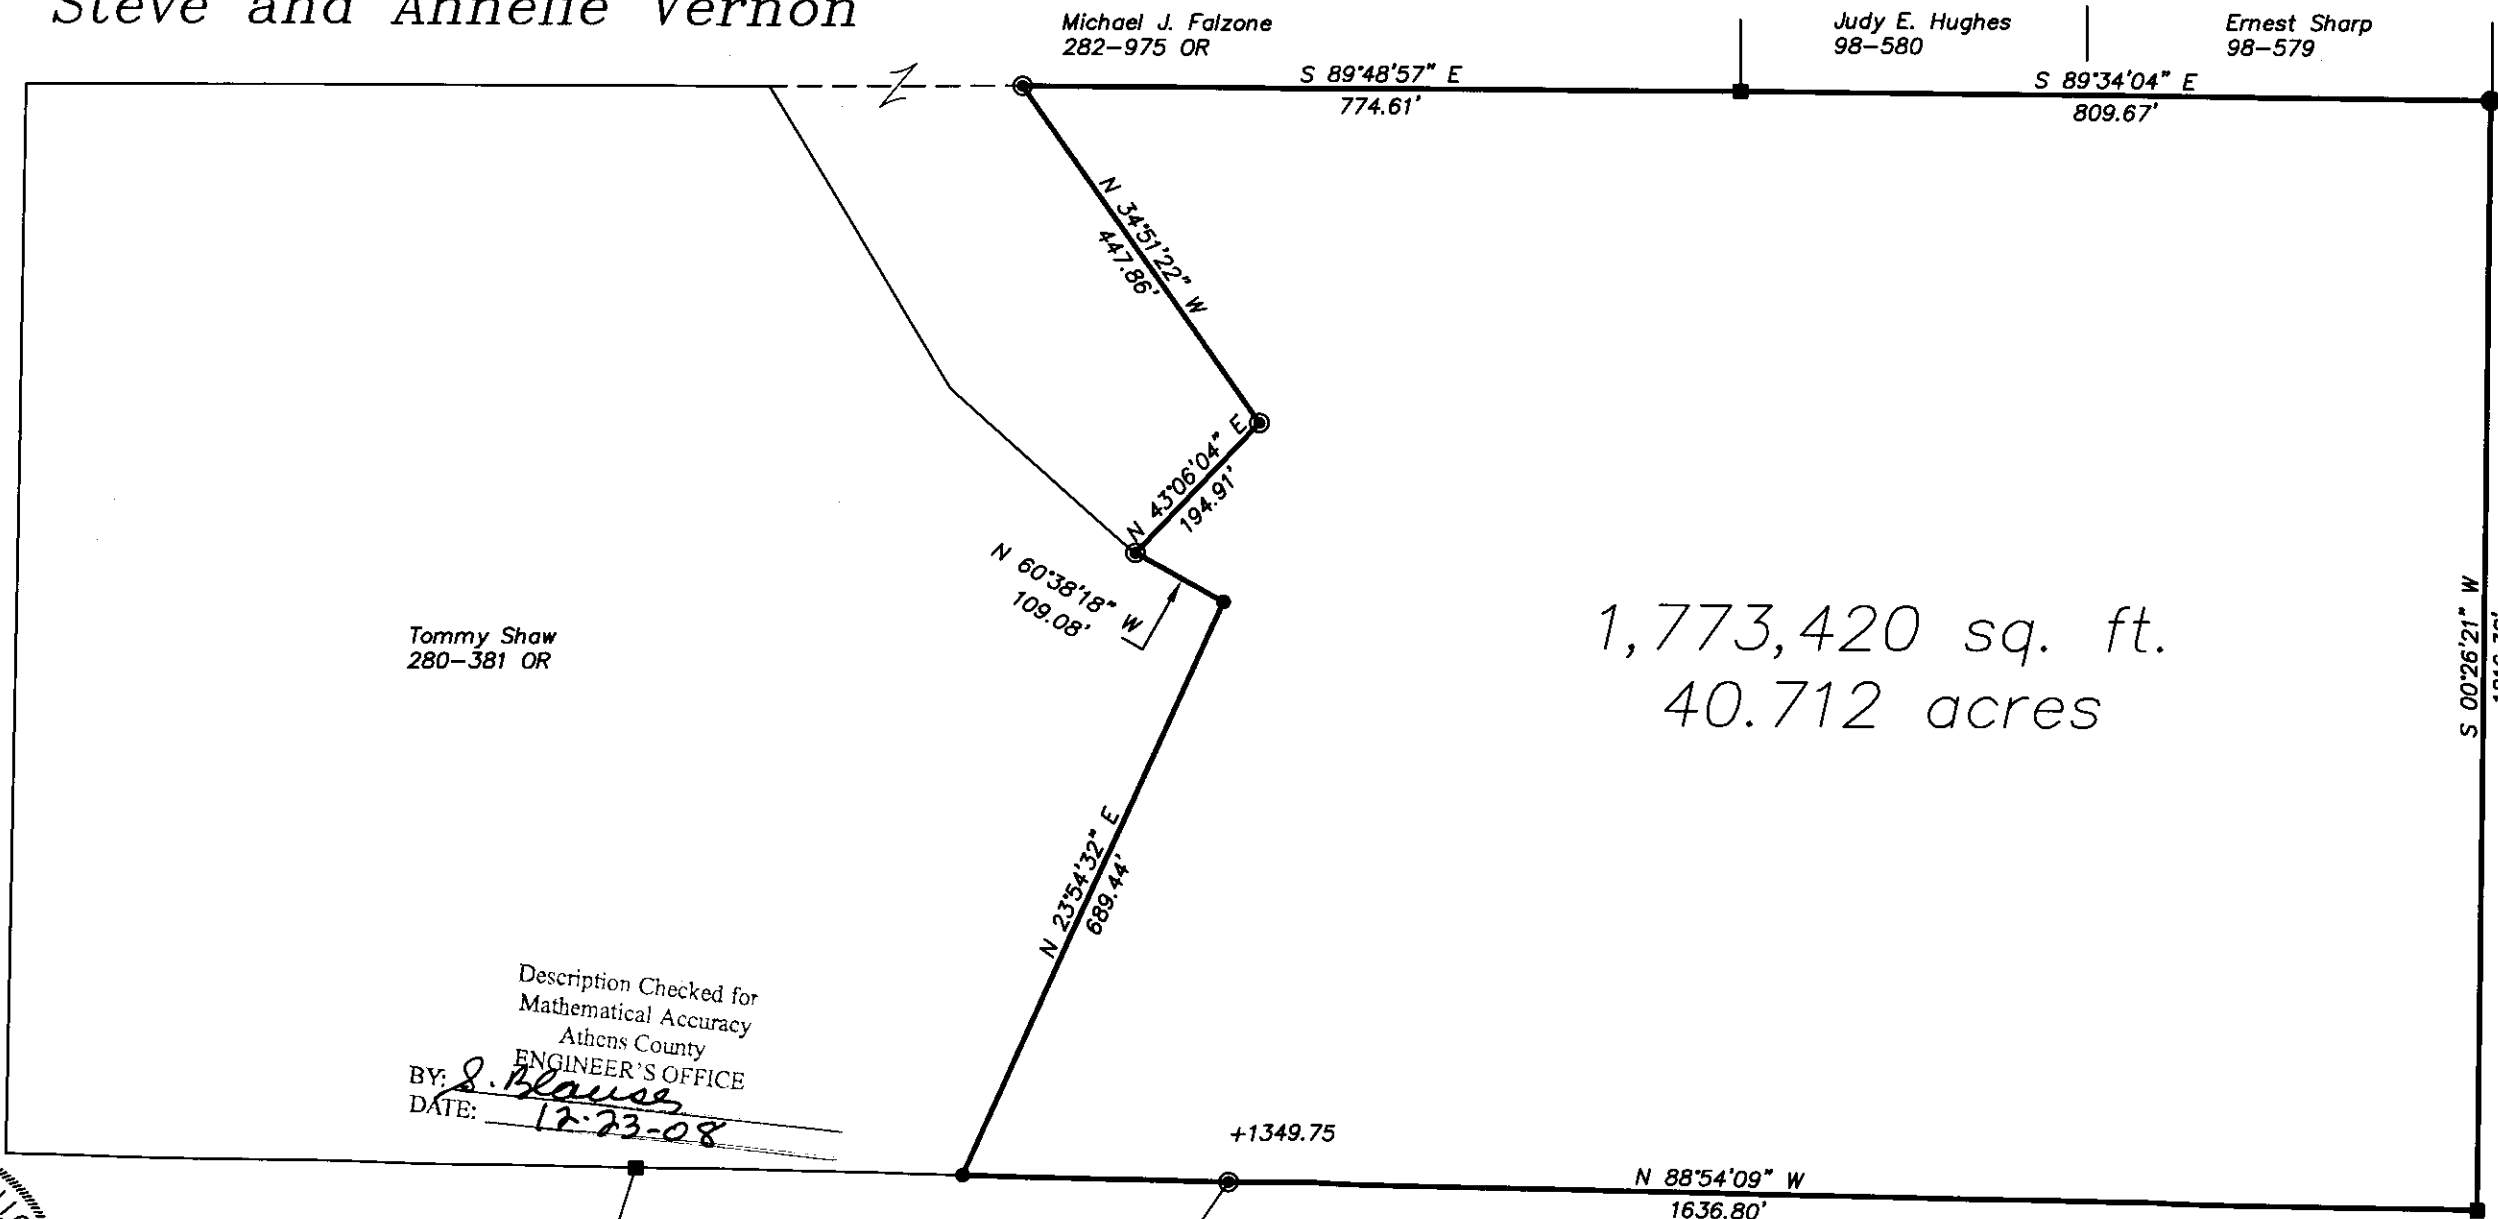 Steve and Annelle Vernon
Michael J. Falzone
282-975 OR
Judy E. Hughes
98-580
Ernest Sharp
98-579
S 89°48'57" E
774.61'
S 89°34'04" E
809.67'
N 34°51'22" W
447.86'
N 43°06'04" E
194.91'
N 60°38'18" W
109.08'
Tommy Shaw
280-381 OR
1,773,420 sq. ft.
40.712 acres
S 00°26'21" W
N 23°54'32" E
689.44'
Description Checked for
Mathematical Accuracy
Athens County
ENGINEER'S OFFICE
BY: S.
DATE: 12-23-08
+1349.75
N 88°54'09" W
1636.80'